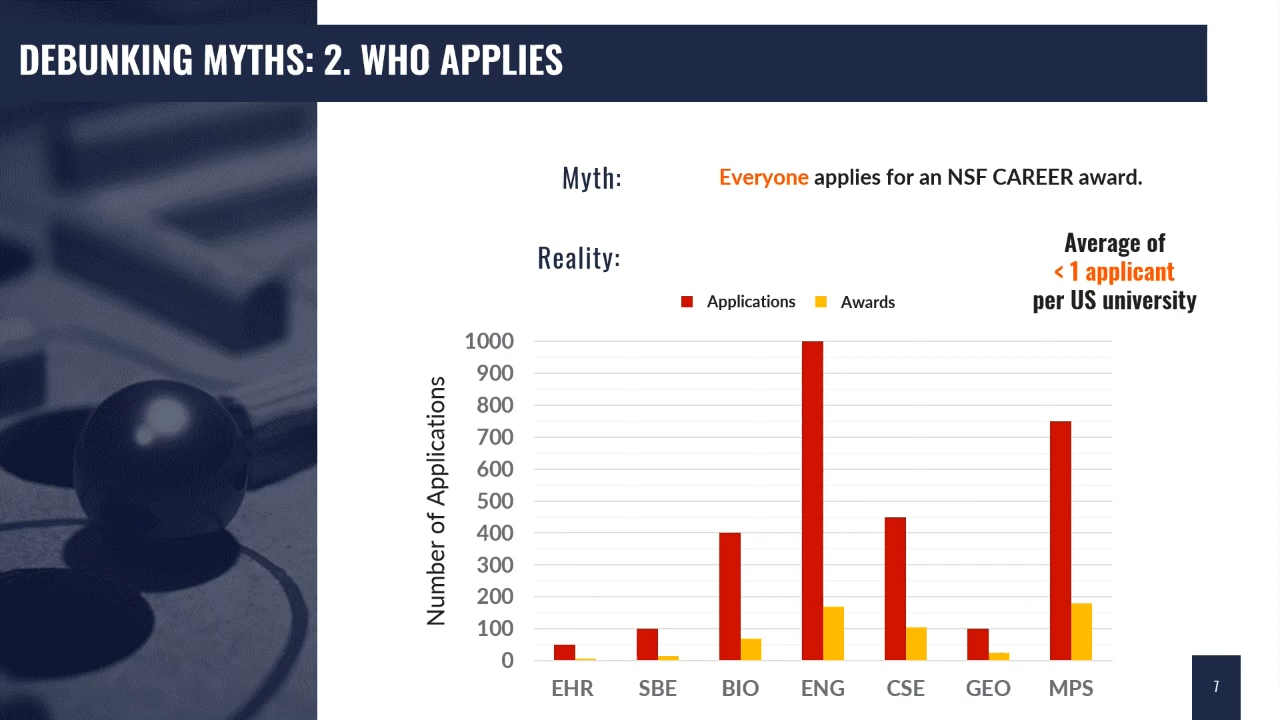 DEBUNKING MYTHS: 2. WHO APPLIES
Myth:
Everyone applies for an NSF CAREER award.
Reality:
Average of
< 1 applicant
per US university
Applications
Awards
Number of Applications
1000
900
800
700
600
500
400
300
200
100
0
EHR
SBE
BIO
ENG
CSE
GEO
MPS
7